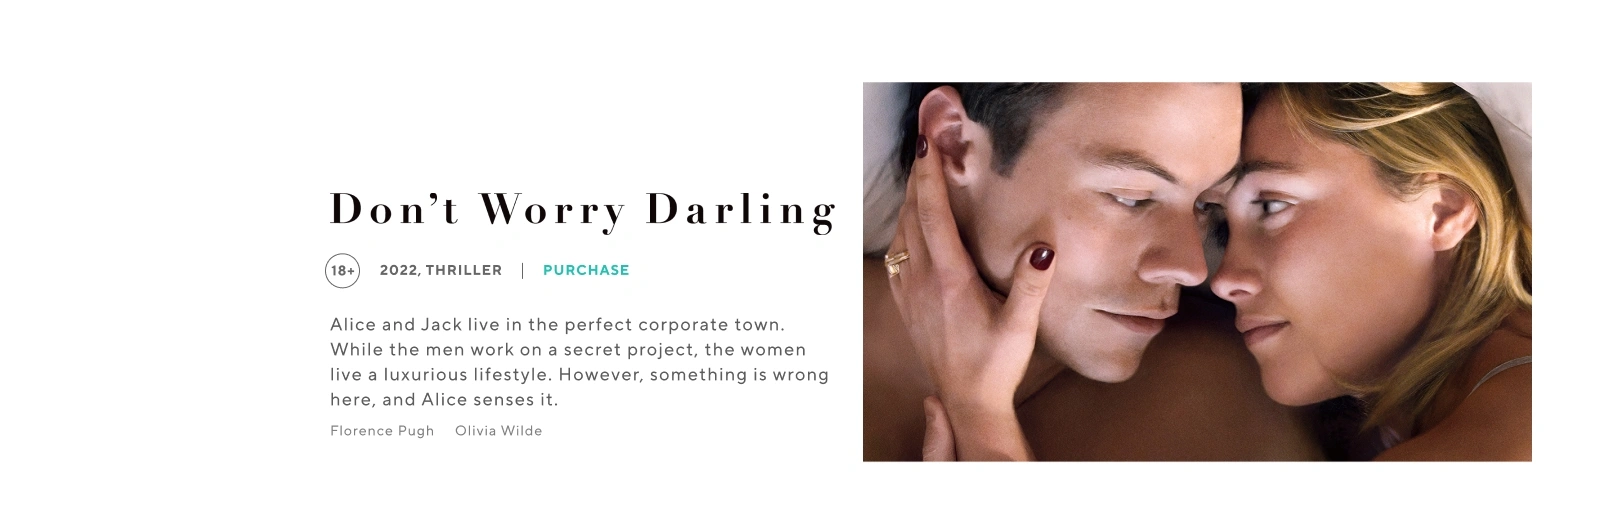 Don't Worry Darling
18+ 2022, THRILLER | PURCHASE
Alice and Jack live in the perfect corporate town.
While the men work on a secret project, the women
live a luxurious lifestyle. However, something is wrong
here, and Alice senses it.
Florence Pugh Olivia Wilde